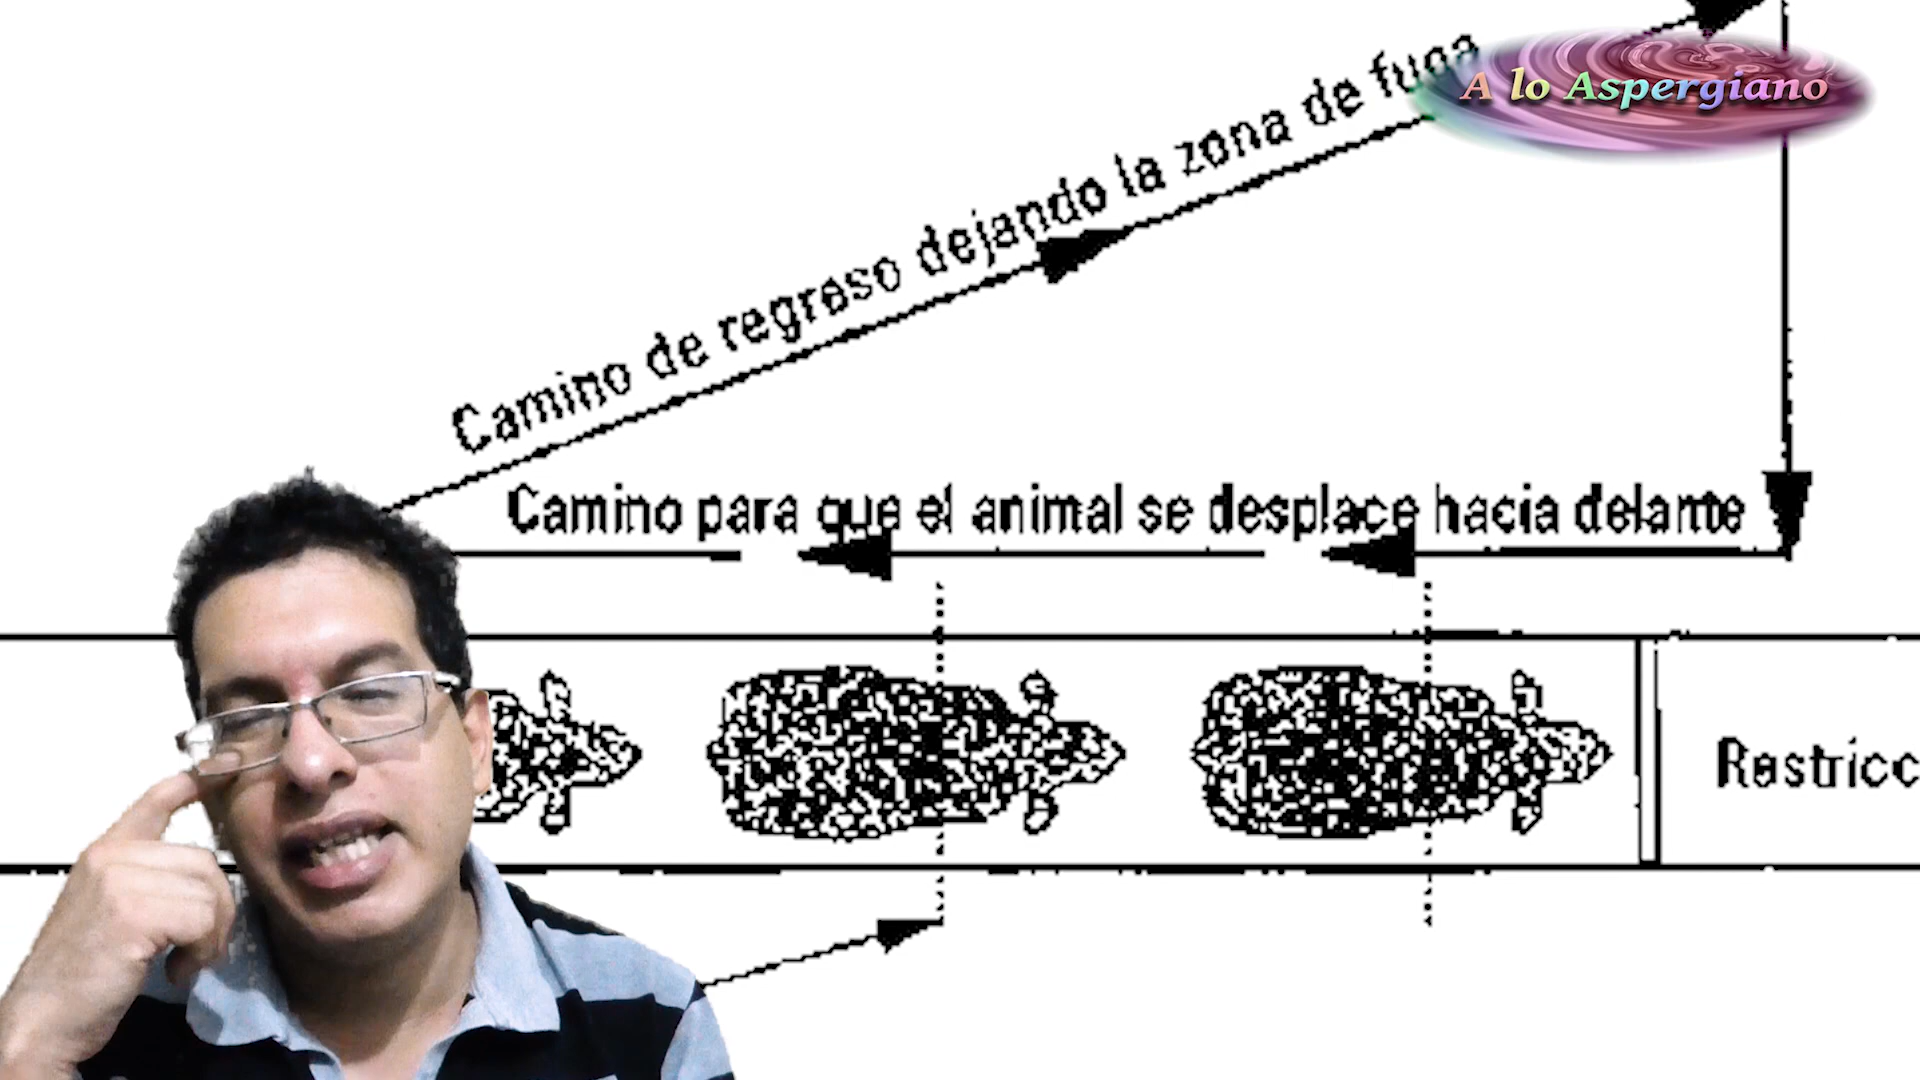 A lo Aspergiano
Camino de regreso dejando la zona de fuga
Camino para que el animal se desplace hacia delante
Restricc